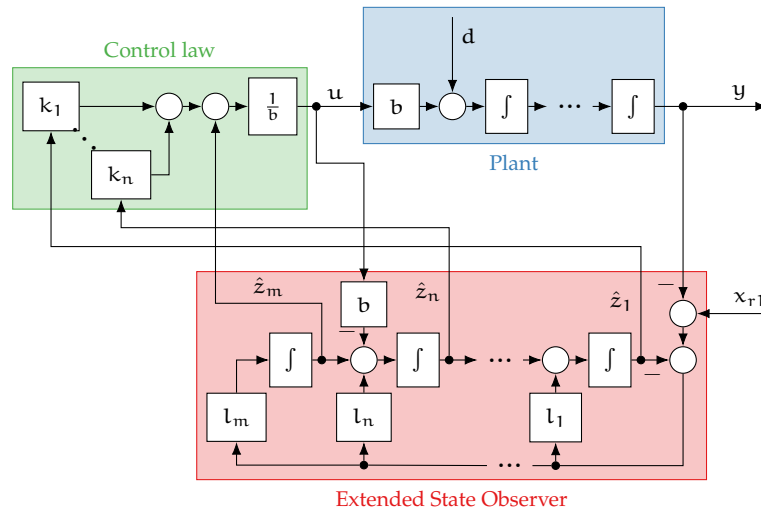 Control law
k₁
kₙ
1/b
u
b
d
∫
...
∫
y
Plant
ẑₘ
b
ẑₙ
ẑ₁
−
xᵣ₁
−
∫
∫
...
∫
−
lₘ
lₙ
l₁
...
Extended State Observer